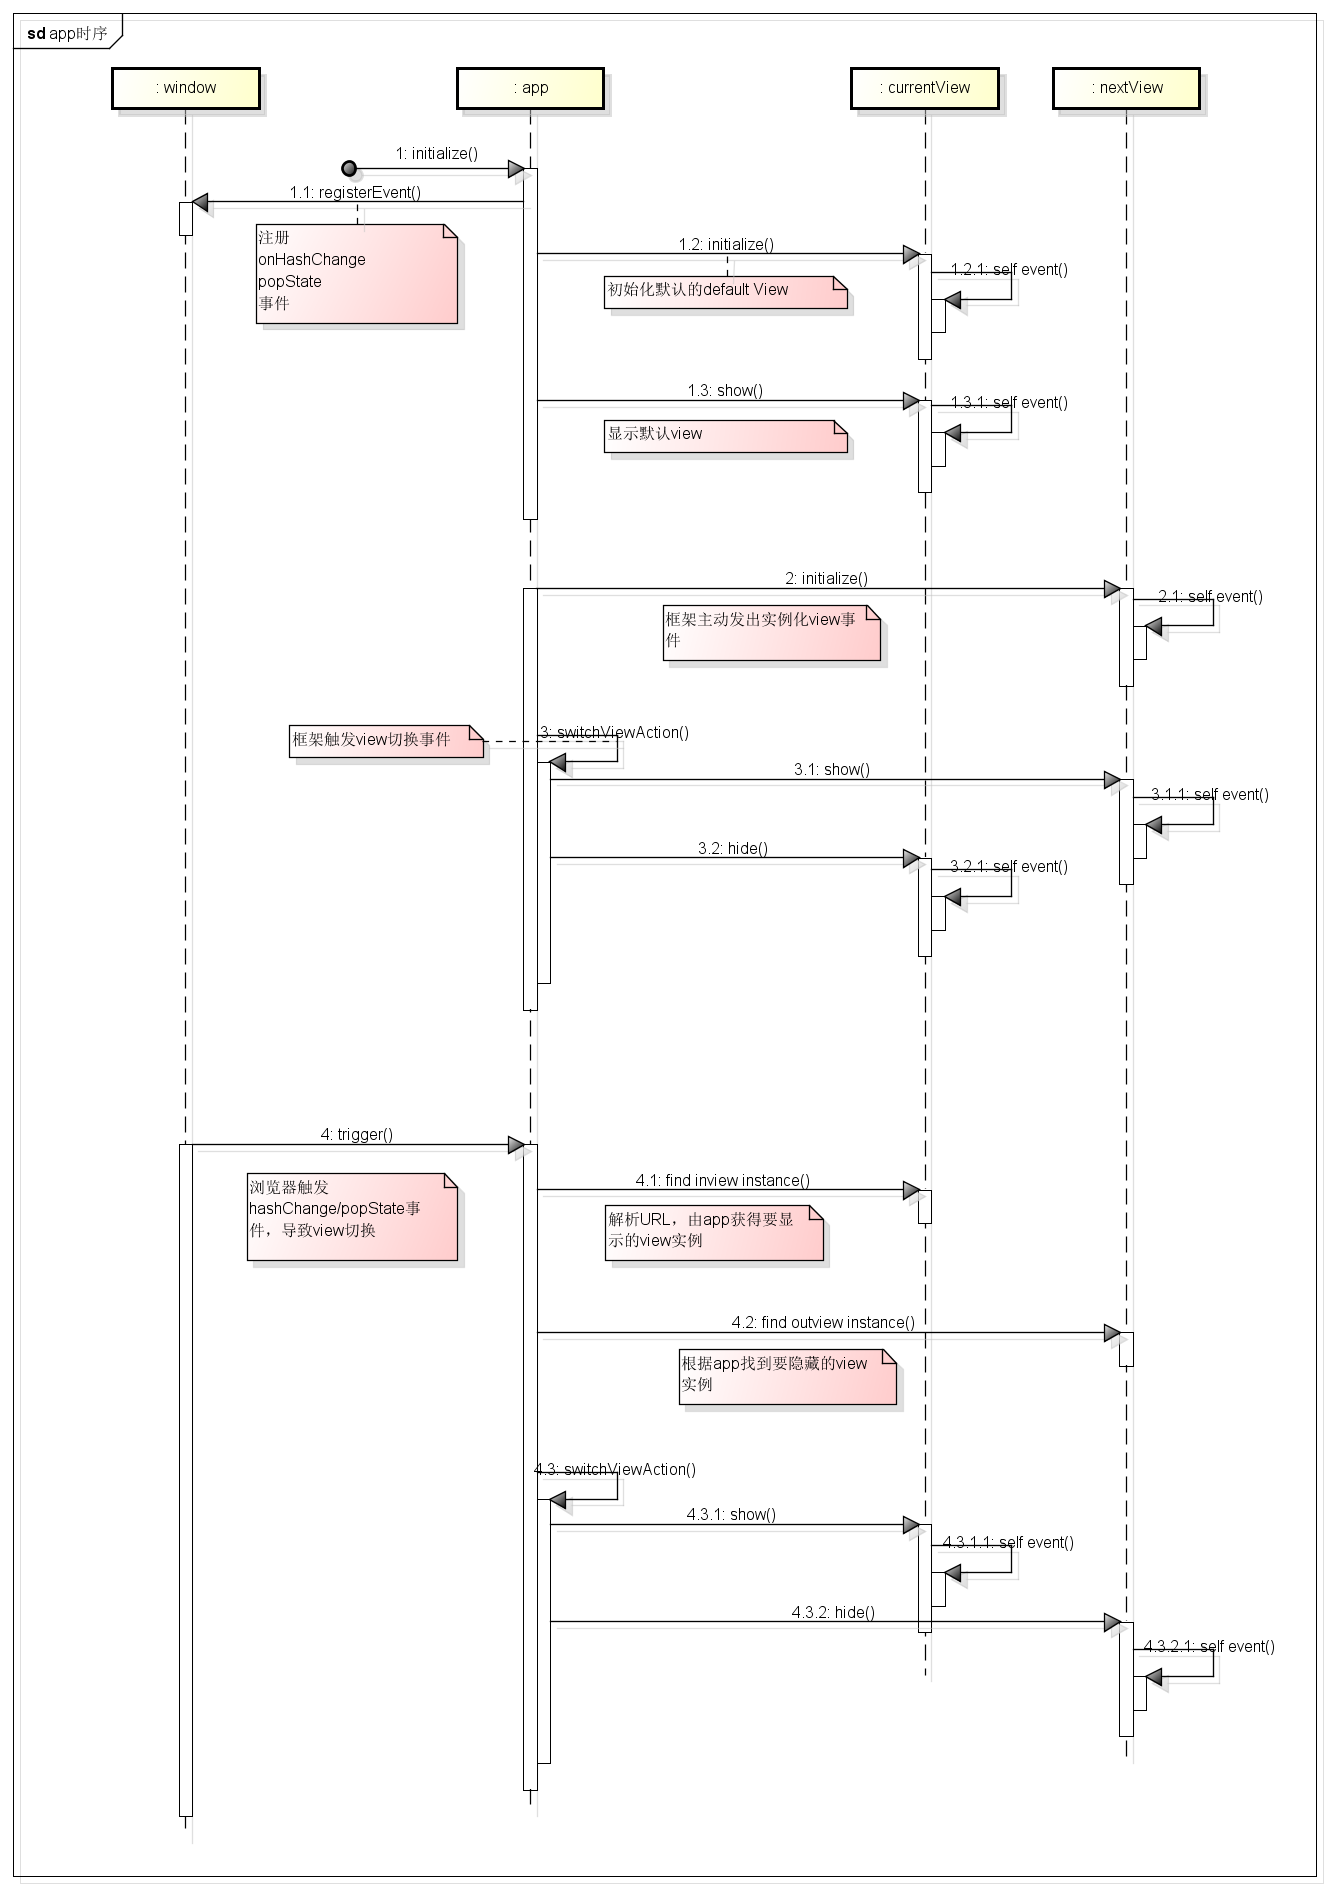 sd app时序
: window
: app
: currentView
: nextView
1: initialize()
1.1: registerEvent()
注册
onHashChange
popState
事件
1.2: initialize()
1.2.1: self event()
初始化默认的default View
1.3: show()
1.3.1: self event()
显示默认view
2: initialize()
2.1: self event()
框架主动发出实例化view事
件
3: switchViewAction()
框架触发view切换事件
3.1: show()
3.1.1: self event()
3.2: hide()
3.2.1: self event()
4: trigger()
浏览器触发
hashChange/popState事
件，导致view切换
4.1: find inview instance()
解析URL，由app获得要显
示的view实例
4.2: find outview instance()
根据app找到要隐藏的view
实例
4.3: switchViewAction()
4.3.1: show()
4.3.1.1: self event()
4.3.2: hide()
4.3.2.1: self event()